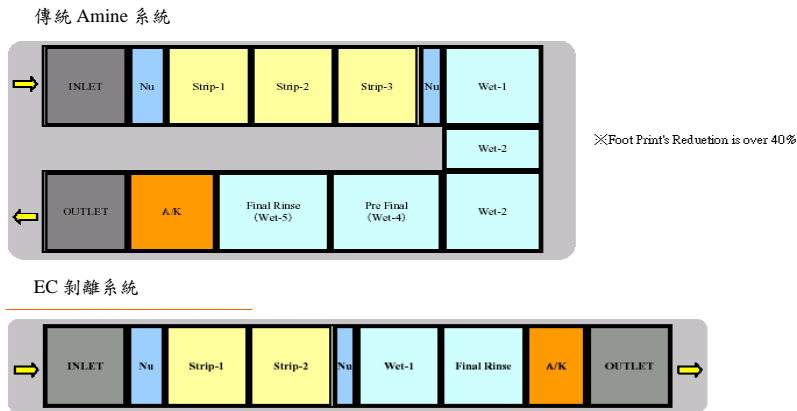 傳統 Amine 系統
INLET Nu Strip-1 Strip-2 Strip-3 Nu Wet-1
Wet-2
※Foot Print's Reduetion is over 40%
OUTLET A/K Final Rinse (Wet-5) Pre Final (Wet-4) Wet-2
EC 剝離系統
INLET Nu Strip-1 Strip-2 Nu Wet-1 Final Rinse A/K OUTLET